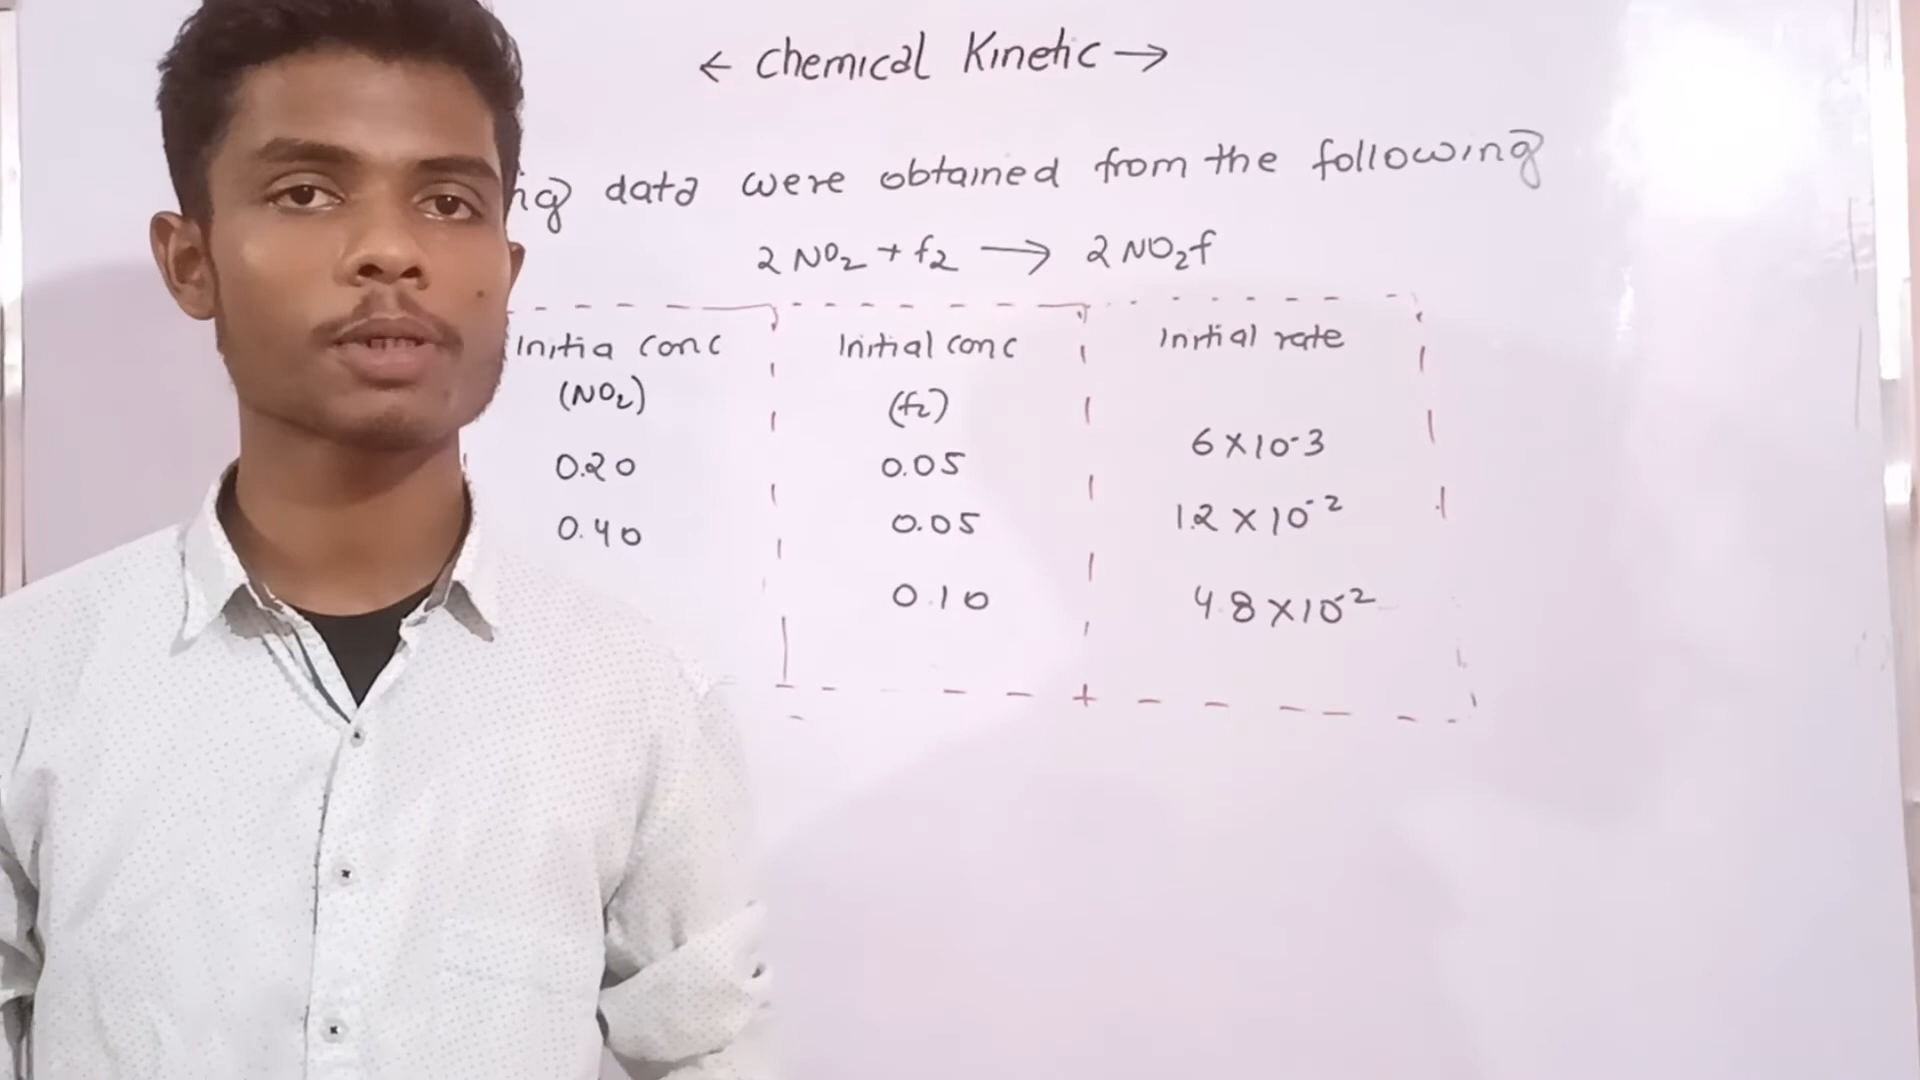 ← Chemical Kinetic →
data were obtained from the following
2 NO₂ + f₂ → 2 NO₂f
Initia conc Initial conc Initial rate
(NO₂) (f₂)
0.20 0.05 6 X 10-3
0.40 0.05 1.2 X 10⁻²
0.10 4.8 X 10⁻²